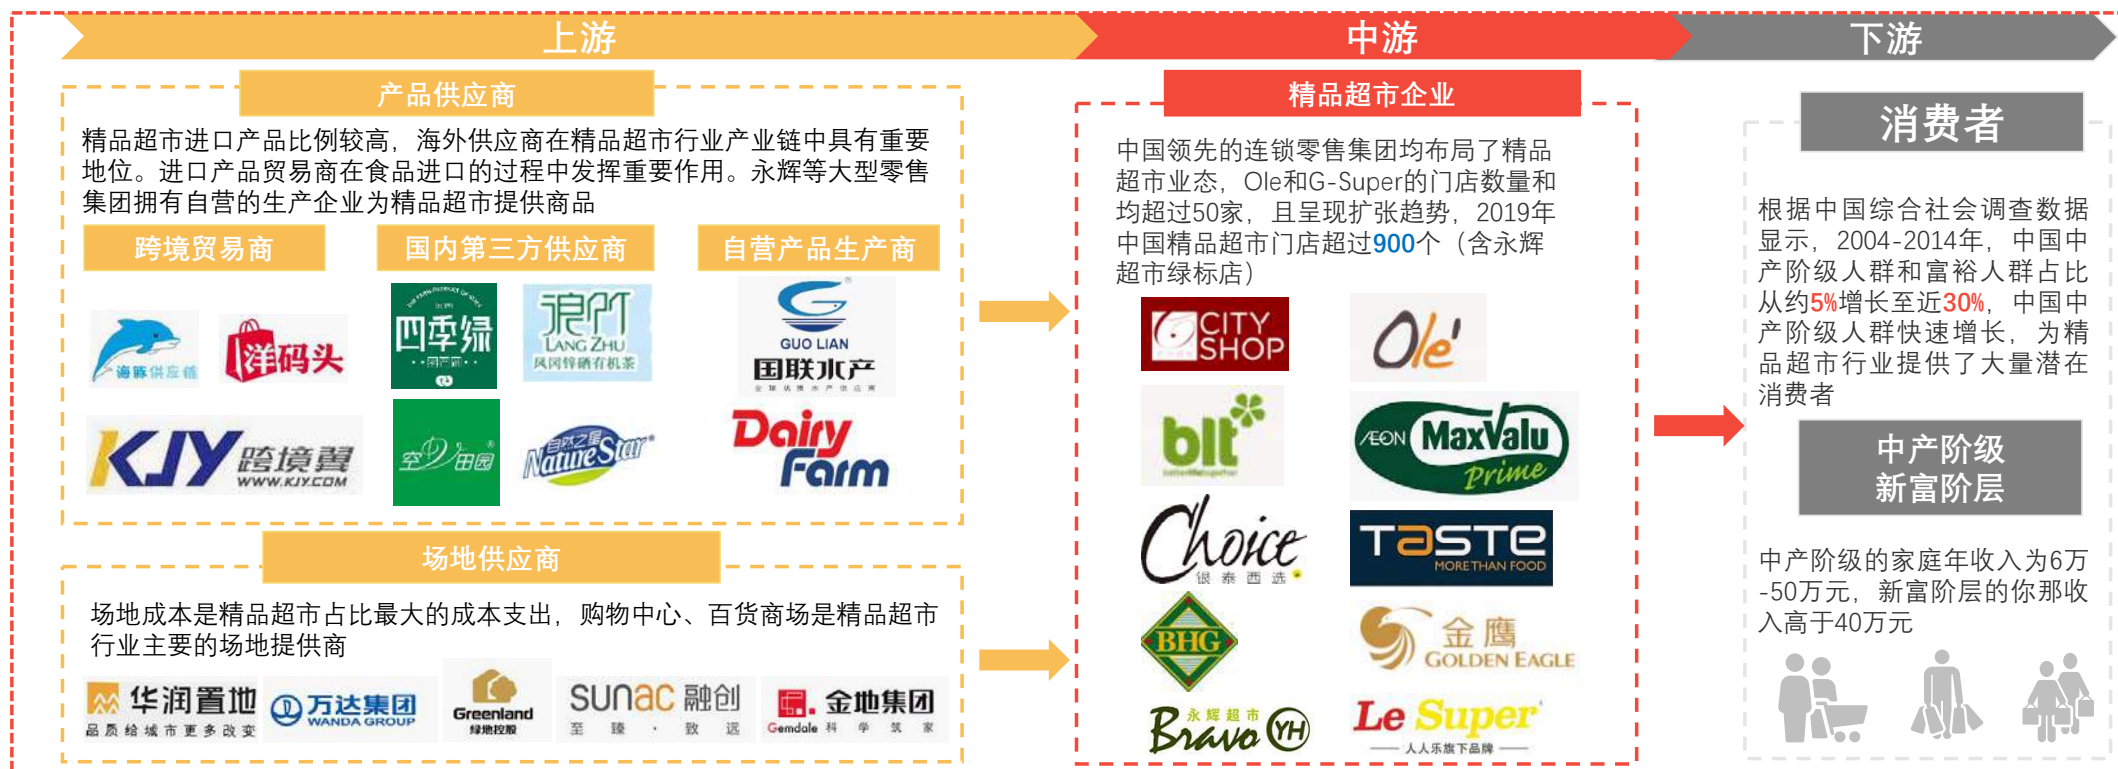 上游
中游
下游
产品供应商
精品超市进口产品比例较高，海外供应商在精品超市行业产业链中具有重要
地位。进口产品贸易商在食品进口的过程中发挥重要作用。永辉等大型零售
集团拥有自营的生产企业为精品超市提供商品
跨境贸易商
国内第三方供应商
自营产品生产商
海豚供应链
洋码头
四季绿
LANG ZHU
凤冈锌硒有机茶
GUO LIAN
国联水产
全球优质水产供应商
KJY 跨境翼
WWW.KJY.COM
田园
自然之星
NatureStar
Dairy
Farm
场地供应商
场地成本是精品超市占比最大的成本支出，购物中心、百货商场是精品超市
行业主要的场地提供商
华润置地
品质给城市更多改变
万达集团
WANDA GROUP
Greenland
绿地控股
sunac 融创
至臻·致远
金地集团
Gemdale 科学筑家
精品超市企业
中国领先的连锁零售集团均布局了精品
超市业态，Ole和G-Super的门店数量和
均超过50家，且呈现扩张趋势，2019年
中国精品超市门店超过900个（含永辉
超市绿标店）
CITY
SHOP
Ole'
blt
betterlifetogether
ÆON MaxValu
Prime
Choice
银泰西选
TASTE
MORE THAN FOOD
BHG
金鹰
GOLDEN EAGLE
永辉超市
Bravo YH
Le Super
人人乐旗下品牌
消费者
根据中国综合社会调查数据
显示，2004-2014年，中国中
产阶级人群和富裕人群占比
从约5%增长至近30%，中国中
产阶级人群快速增长，为精
品超市行业提供了大量潜在
消费者
中产阶级
新富阶层
中产阶级的家庭年收入为6万
-50万元，新富阶层的你那收
入高于40万元